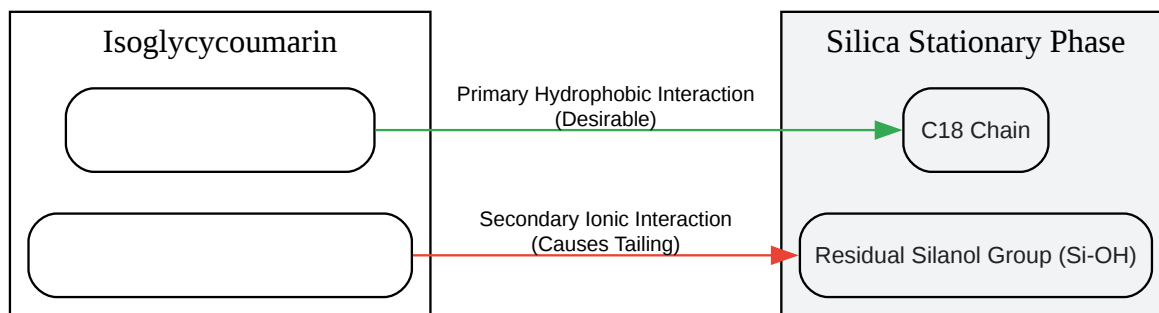 Isoglycycoumarin
Silica Stationary Phase
Primary Hydrophobic Interaction
(Desirable)
C18 Chain
Secondary Ionic Interaction
(Causes Tailing)
Residual Silanol Group (Si-OH)